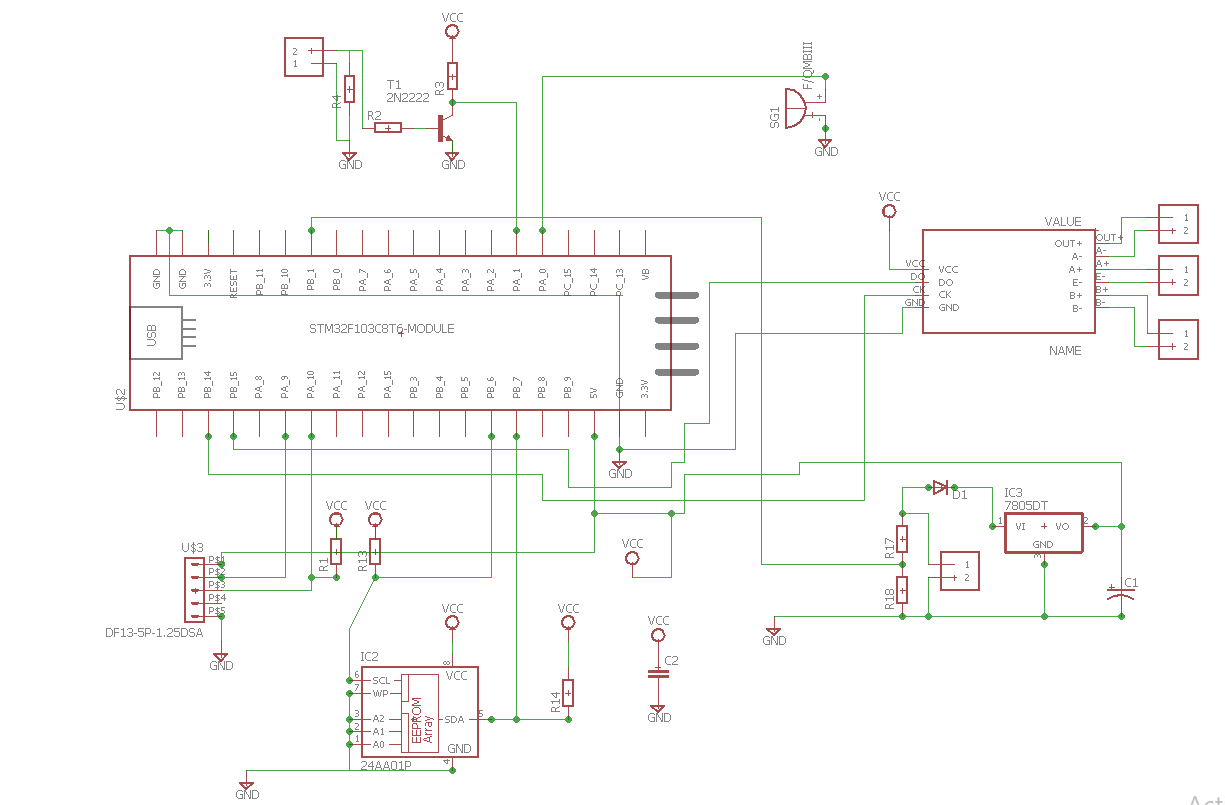 VCC
2
1
R4
T1
2N2222
R3
R2
GND
GND
F/QMBIII
SG1
+
-
GND
VCC
VALUE
OUT+
OUT+
A-
A-
VCC
VCC
A+
A+
DO
DO
E-
E-
CK
CK
B+
B+
GND
GND
B-
B-
NAME
1
2
1
2
1
2
GND
GND
3.3V
RESET
PB_11
PB_10
PB_1
PB_0
PA_7
PA_6
PA_5
PA_4
PA_3
PA_2
PA_1
PA_0
PC_15
PC_14
PC_13
VB
USB
STM32F103C8T6-MODULE
U$2
PB_12
PB_13
PB_14
PB_15
PA_8
PA_9
PA_10
PA_11
PA_12
PA_15
PB_3
PB_4
PB_5
PB_6
PB_7
PB_8
PB_9
5V
GND
3.3V
GND
VCC
VCC
R1
R13
VCC
U$3
P$1
P$2
P$3
P$4
P$5
DF13-5P-1.25DSA
GND
D1
IC3
7805DT
1
VI
VO
2
GND
3
R17
R18
1
2
C1
+
GND
VCC
VCC
VCC
IC2
8
VCC
6
SCL
7
WP
3
A2
2
A1
1
A0
EEPROM
Array
SDA
5
GND
4
24AA01P
R14
C2
GND
GND